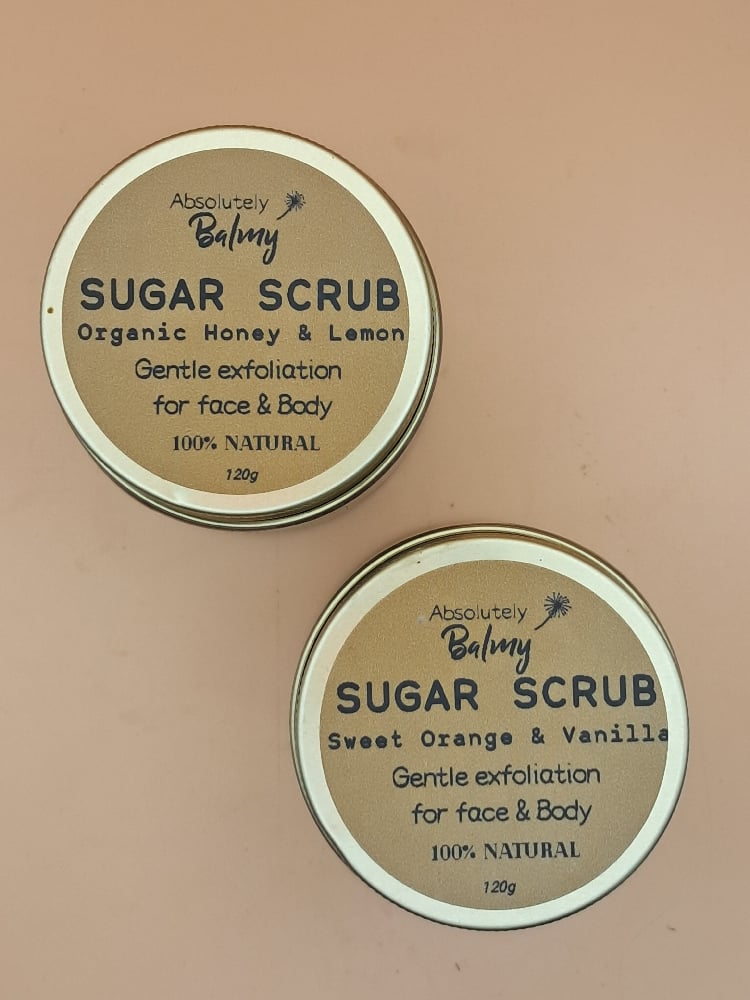 Absolutely
Balmy
SUGAR SCRUB
Organic Honey & Lemon
Gentle exfoliation
for face & Body
100% NATURAL
120g
Absolutely
Balmy
SUGAR SCRUB
Sweet Orange & Vanilla
Gentle exfoliation
for face & Body
100% NATURAL
120g